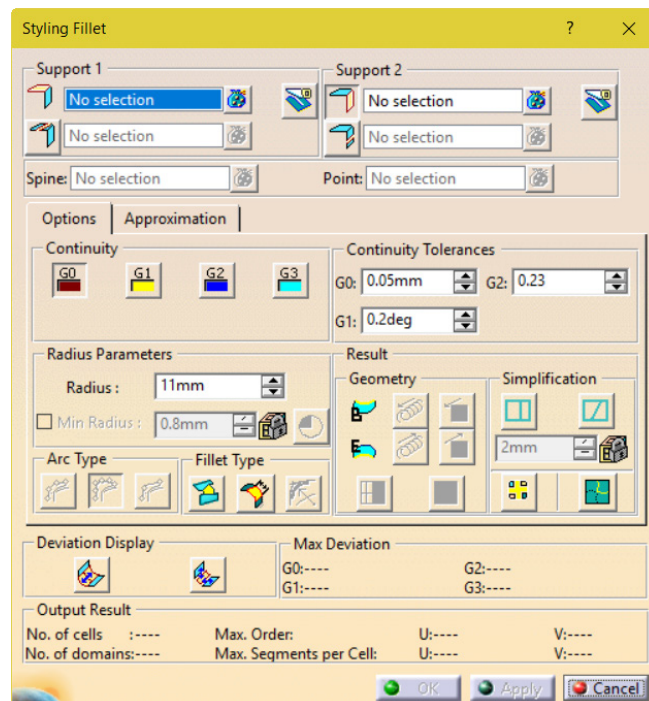 Styling Fillet ? ×
Support 1 Support 2
No selection No selection
No selection No selection
Spine: No selection Point: No selection
Options Approximation
Continuity Continuity Tolerances
G0 G1 G2 G3
G0: 0.05mm G2: 0.23
G1: 0.2deg
Radius Parameters Result
Radius : 11mm Geometry Simplification
Min Radius : 0.8mm
B
E 2mm
Arc Type Fillet Type
Deviation Display Max Deviation
G0:---- G2:----
G1:---- G3:----
Output Result
No. of cells :---- Max. Order: U:---- V:----
No. of domains:---- Max. Segments per Cell: U:---- V:----
OK Apply Cancel